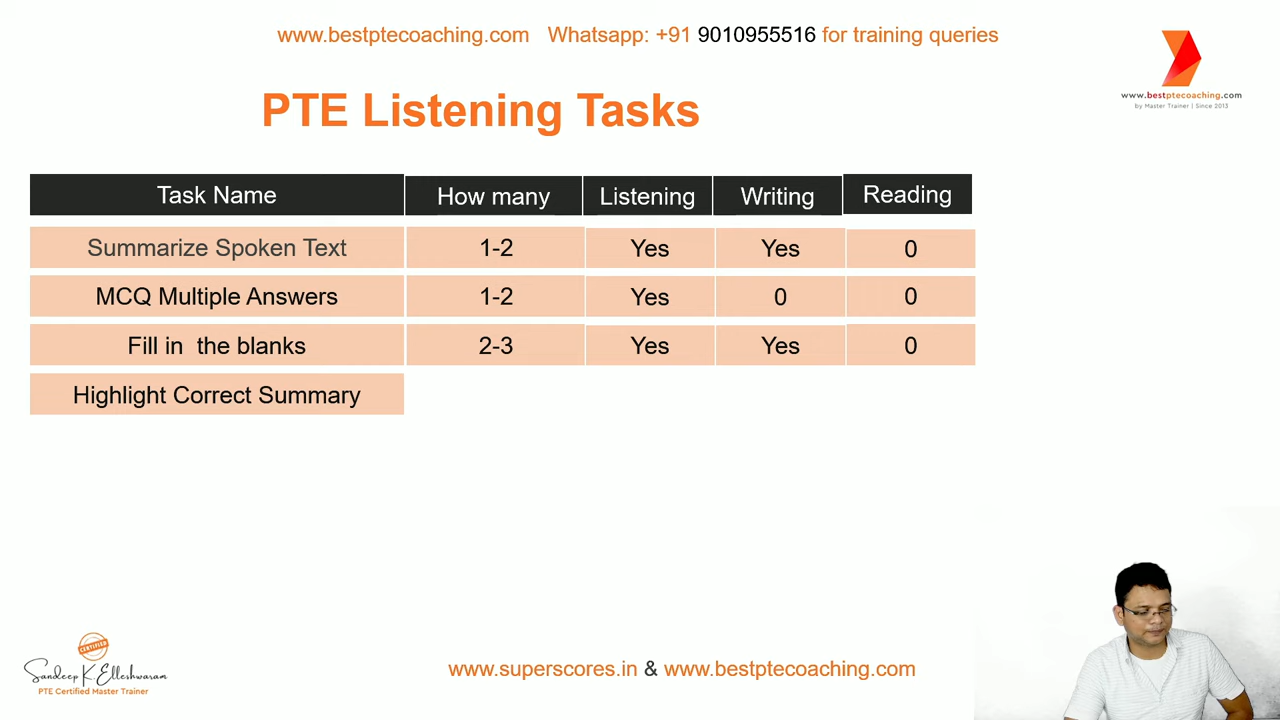 www.bestptecoaching.com Whatsapp: +91 9010955516 for training queries
www.bestptecoaching.com
by Master Trainer | Since 2013
PTE Listening Tasks
Task Name How many Listening Writing Reading
Summarize Spoken Text 1-2 Yes Yes 0
MCQ Multiple Answers 1-2 Yes 0 0
Fill in the blanks 2-3 Yes Yes 0
Highlight Correct Summary
CERTIFIED
Sandeep K Elleshwaram
PTE Certified Master Trainer
www.superscores.in & www.bestptecoaching.com